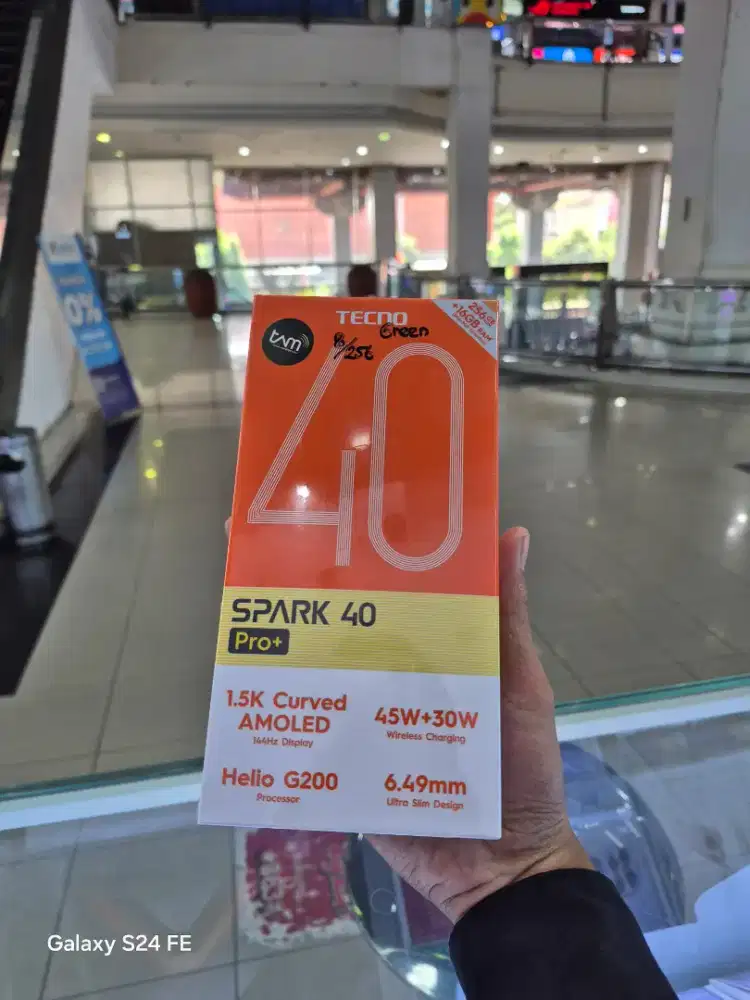 0%
TECNO
tam
Green
8/256
256GB
+16GB RAM
40
SPARK 40
Pro+
1.5K Curved
AMOLED
144Hz Display
45W+30W
Wireless Charging
Helio G200
Processor
6.49mm
Ultra Slim Design
Galaxy S24 FE